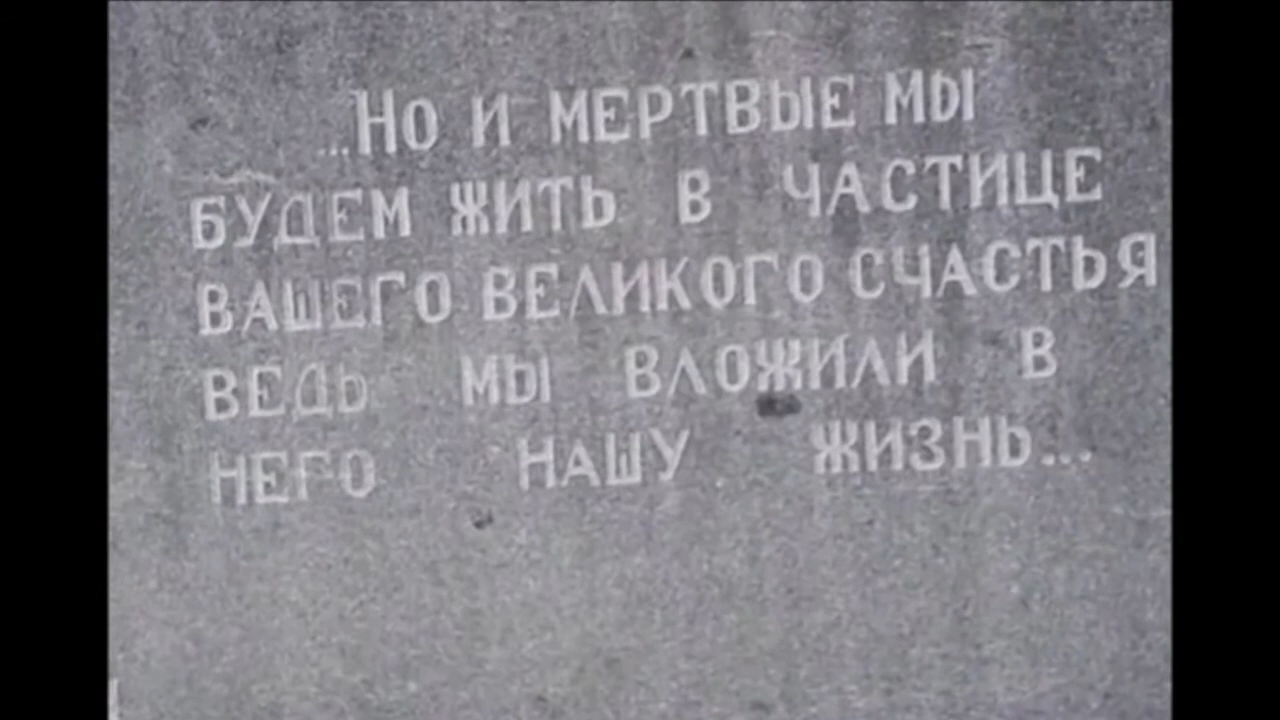 ...Но и мертвые мы
будем жить в частице
вашего великого счастья
ведь мы вложили в
него нашу жизнь...